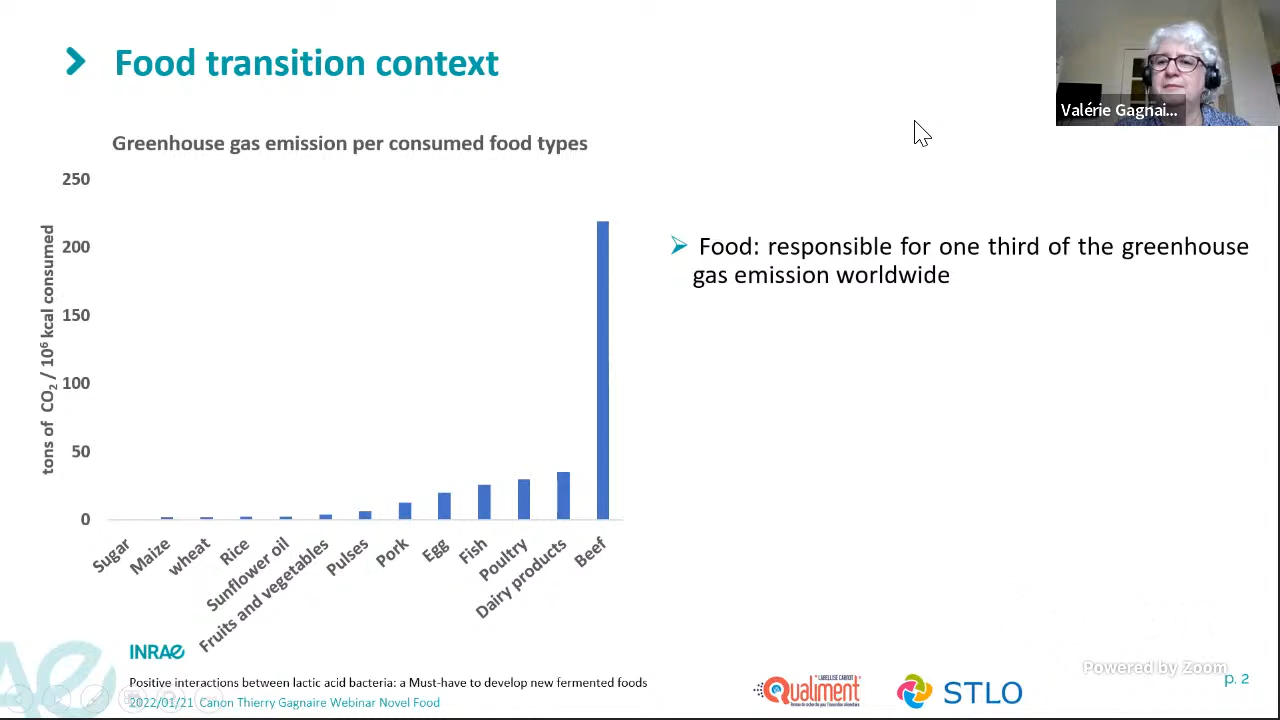 Food transition context
Valérie Gagnai...
Greenhouse gas emission per consumed food types
250
200
150
100
50
0
tons of CO₂ / 10⁶ kcal consumed
Sugar
Maize
wheat
Rice
Sunflower oil
Fruits and vegetables
Pulses
Pork
Egg
Fish
Poultry
Dairy products
Beef
Food: responsible for one third of the greenhouse
gas emission worldwide
INRAE
Positive interactions between lactic acid bacteria: a Must-have to develop new fermented foods
2022/01/21 Canon Thierry Gagnaire Webinar Novel Food
LABELLISÉ CARNOT
Qualiment
STLO
Powered by Zoom
p. 2